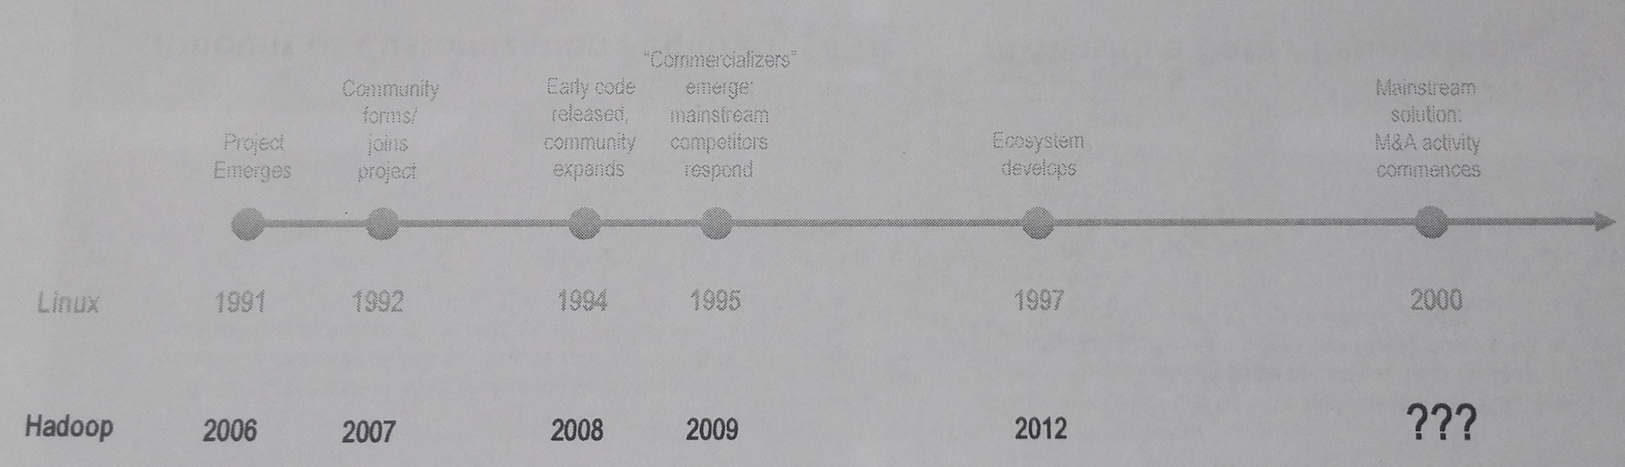 Project
Emerges
Community
forms/
joins
project
Early code
released,
community
expands
"Commercializers"
emerge;
mainstream
competitors
respond
Ecosystem
develops
Mainstream
solution:
M&A activity
commences
Linux 1991 1992 1994 1995 1997 2000
Hadoop 2006 2007 2008 2009 2012 ???